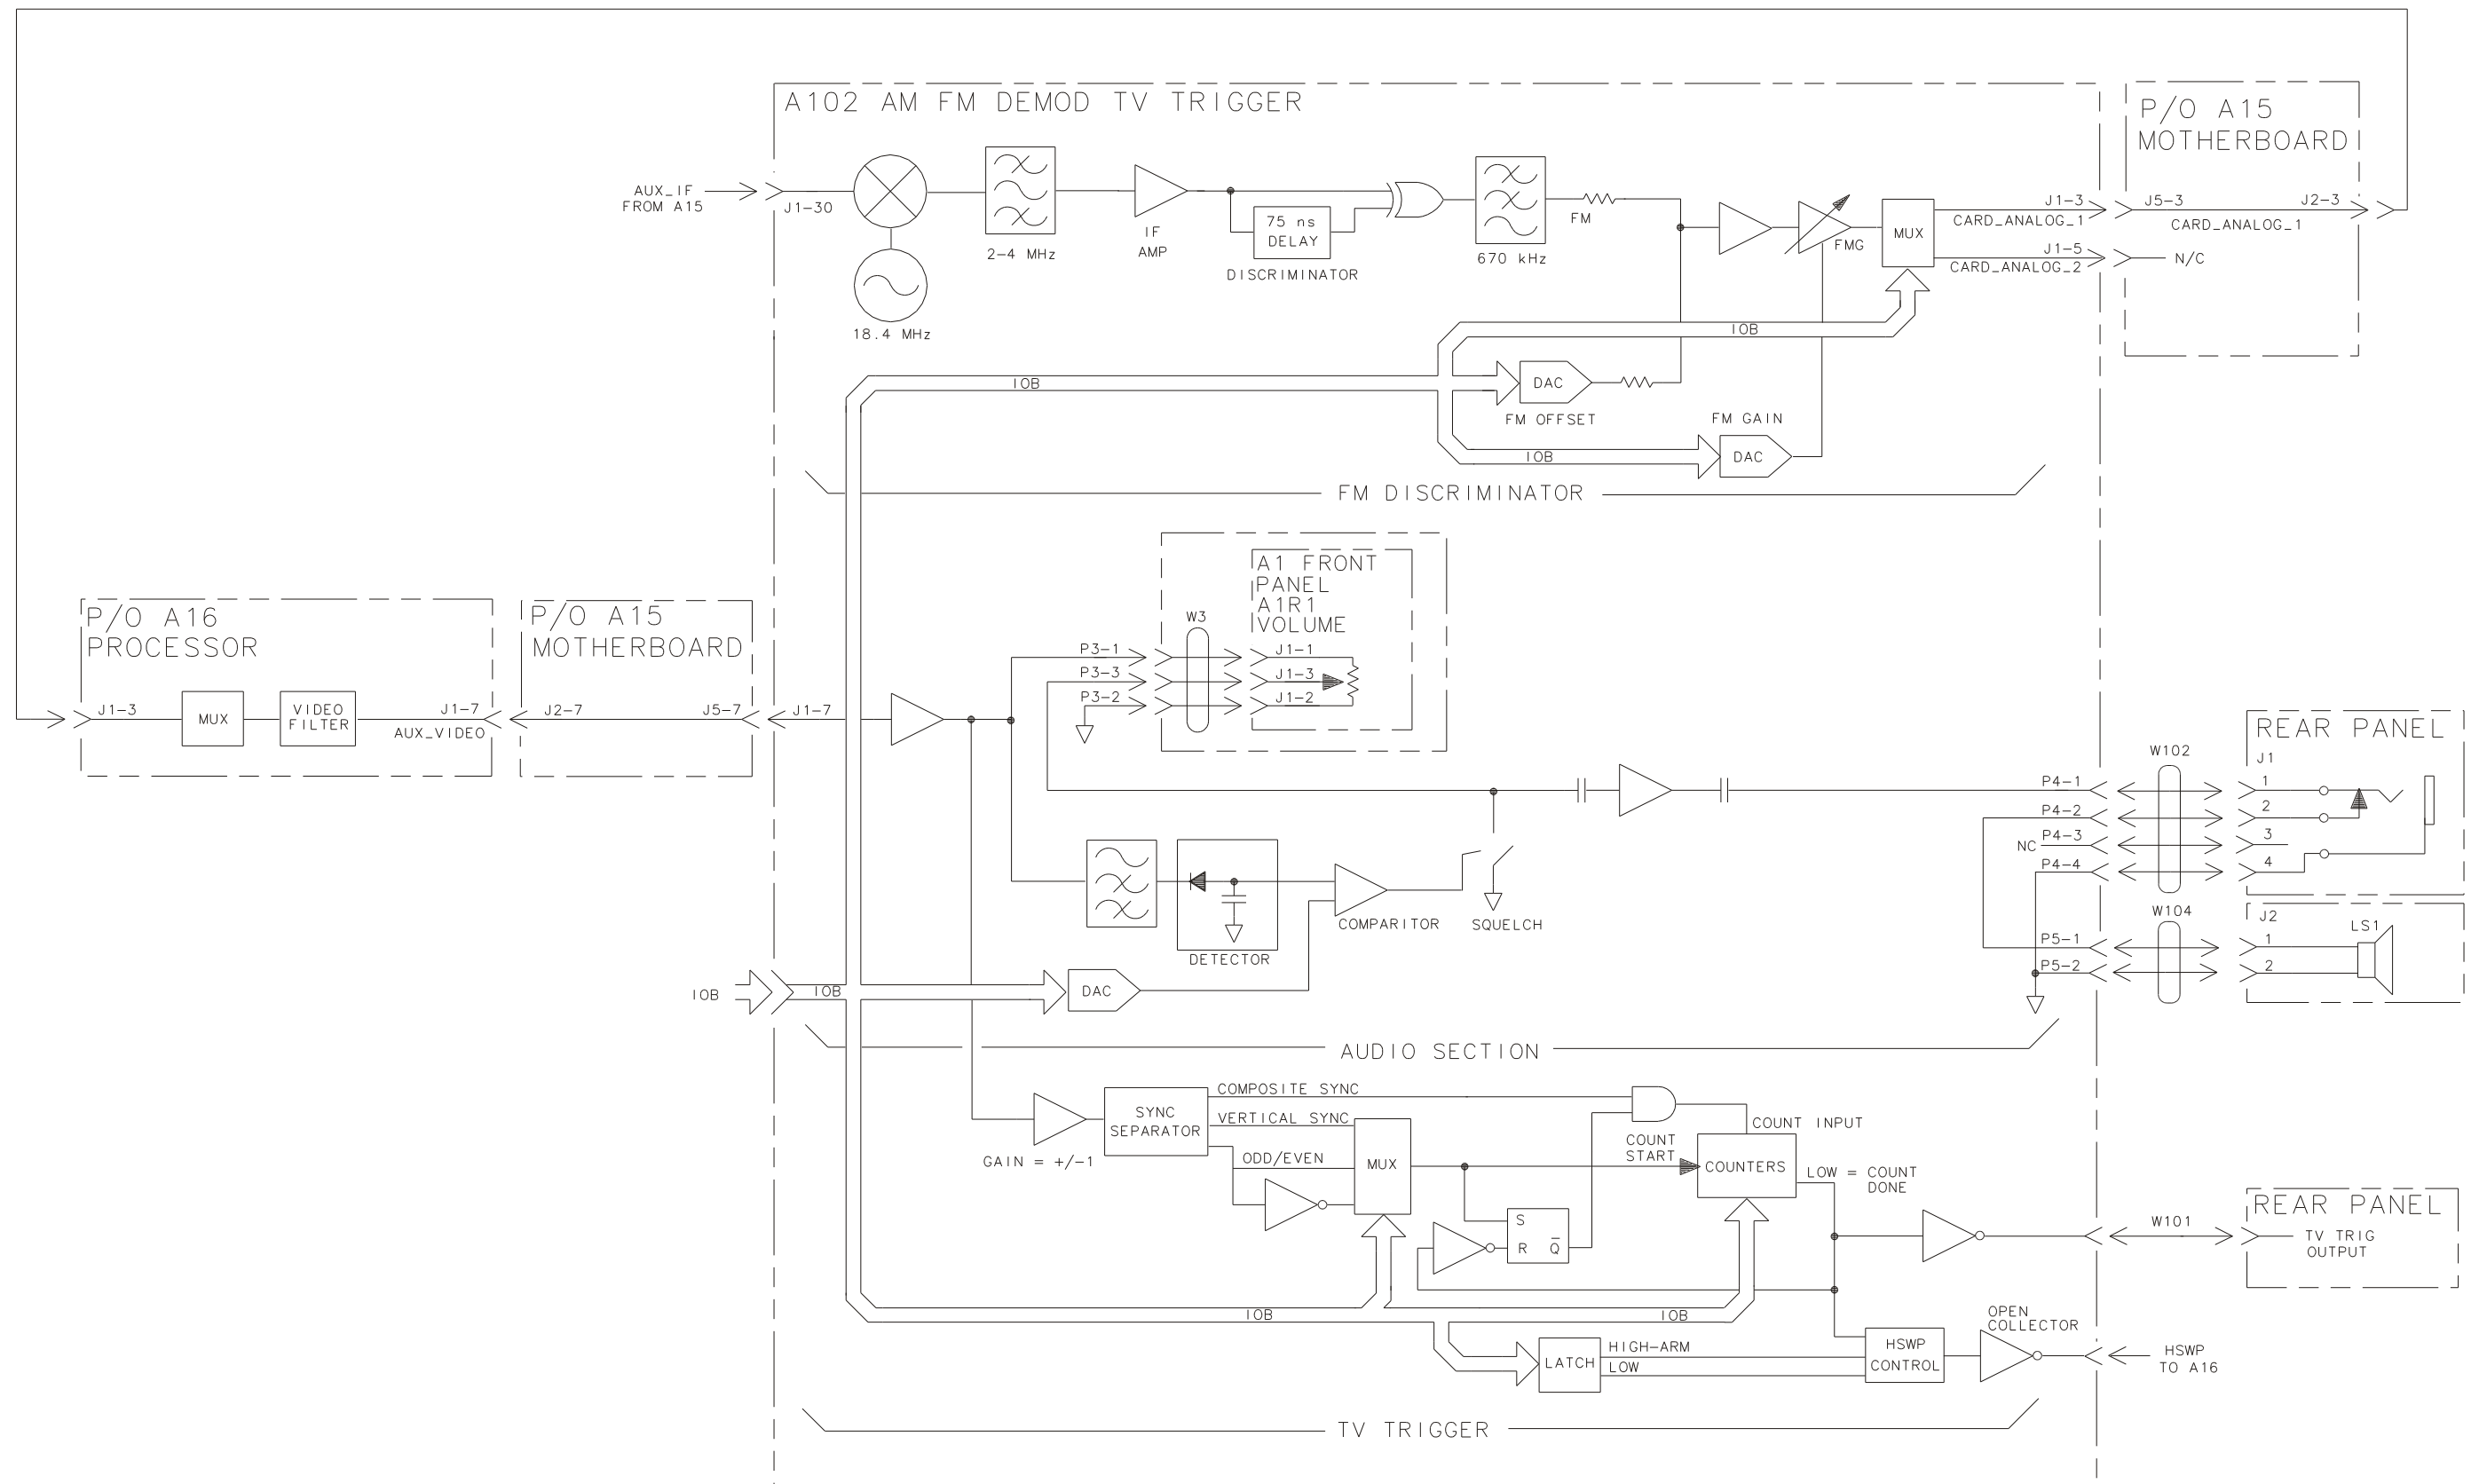 A102 AM FM DEMOD TV TRIGGER
P/O A15
MOTHERBOARD
AUX_IF
FROM A15
J1-30
18.4 MHz
2-4 MHz
IF
AMP
75 ns
DELAY
DISCRIMINATOR
670 kHz
FM
FMG
MUX
J1-3
CARD_ANALOG_1
J1-5
CARD_ANALOG_2
J5-3
J2-3
CARD_ANALOG_1
N/C
IOB
IOB
DAC
FM OFFSET
FM GAIN
DAC
IOB
FM DISCRIMINATOR
A1 FRONT
PANEL
A1R1
VOLUME
W3
P3-1
P3-3
P3-2
J1-1
J1-3
J1-2
P/O A16
PROCESSOR
J1-3
MUX
VIDEO
FILTER
J1-7
AUX_VIDEO
P/O A15
MOTHERBOARD
J2-7
J5-7
J1-7
DETECTOR
COMPARITOR
SQUELCH
IOB
IOB
DAC
P4-1
P4-2
NC
P4-3
P4-4
P5-1
P5-2
W102
W104
REAR PANEL
J1
1
2
3
4
J2
1
2
LS1
AUDIO SECTION
GAIN = +/-1
SYNC
SEPARATOR
COMPOSITE SYNC
VERTICAL SYNC
ODD/EVEN
MUX
S
R
Q̅
COUNT
START
COUNT INPUT
COUNTERS
LOW = COUNT
DONE
IOB
IOB
LATCH
HIGH-ARM
LOW
HSWP
CONTROL
OPEN
COLLECTOR
W101
REAR PANEL
TV TRIG
OUTPUT
HSWP
TO A16
TV TRIGGER